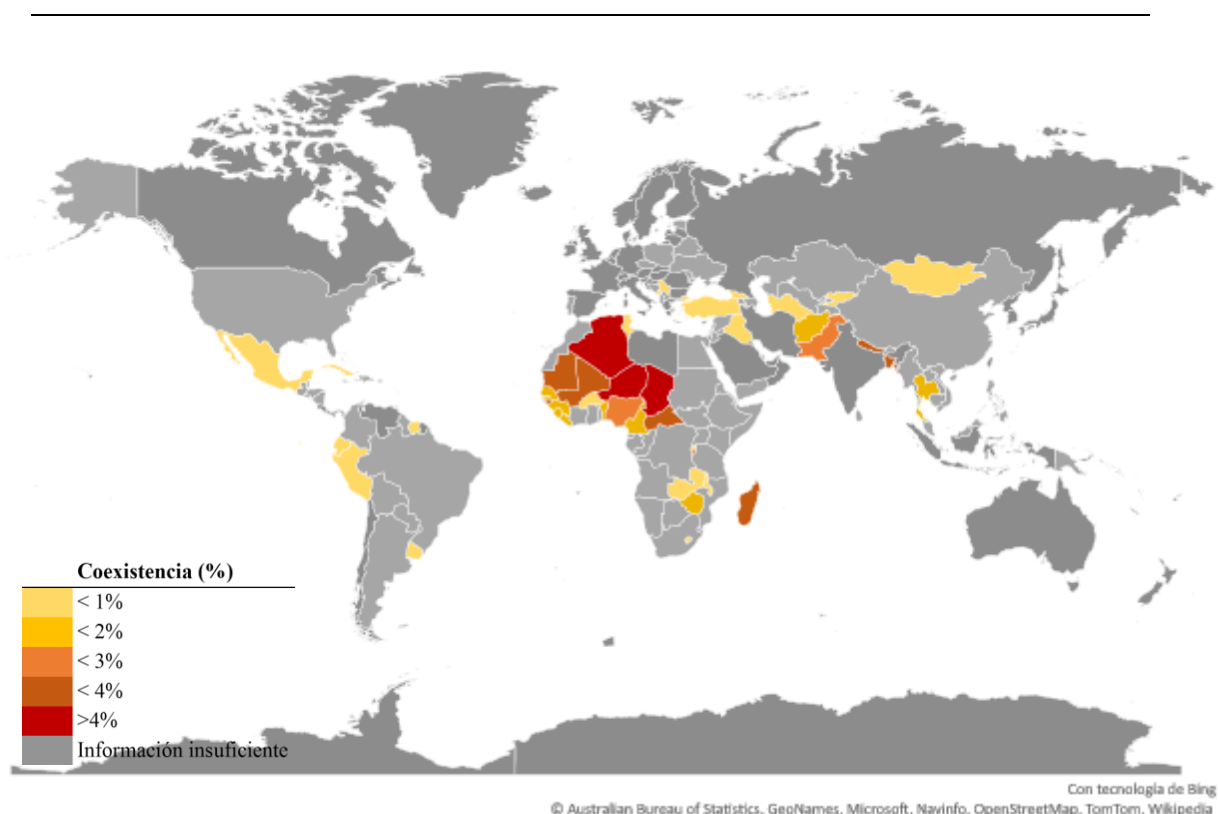 Coexistencia (%)
< 1%
< 2%
< 3%
< 4%
>4%
Información insuficiente
Con tecnología de Bing
© Australian Bureau of Statistics, GeoNames, Microsoft, Navinfo, OpenStreetMap, TomTom, Wikipedia